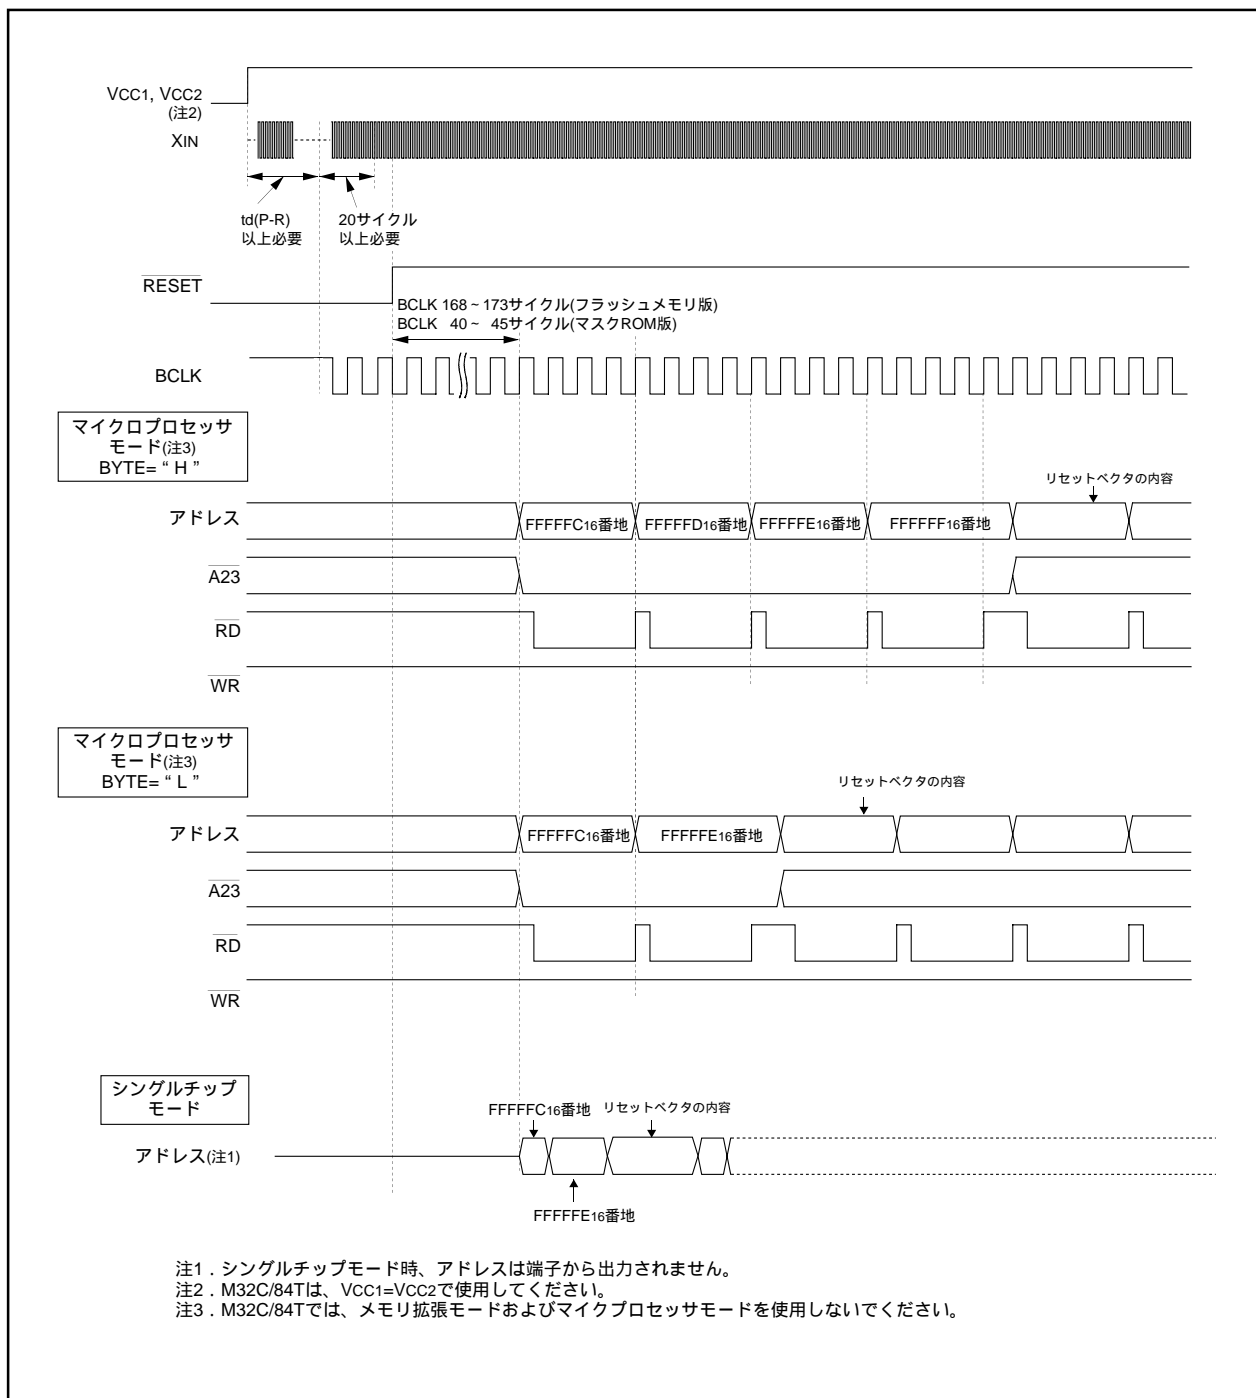 VCC1, VCC2
(注2)
XIN
td(P-R)
以上必要
20サイクル
以上必要
RESET
BCLK 168~173サイクル(フラッシュメモリ版)
BCLK 40~ 45サイクル(マスクROM版)
BCLK
マイクロプロセッサ
モード(注3)
BYTE= “ H ”
リセットベクタの内容
アドレス
FFFFFC16番地
FFFFFD16番地
FFFFFE16番地
FFFFFF16番地
A23
RD
WR
マイクロプロセッサ
モード(注3)
BYTE= “ L ”
リセットベクタの内容
アドレス
FFFFFC16番地
FFFFFE16番地
A23
RD
WR
シングルチップ
モード
FFFFFC16番地
リセットベクタの内容
アドレス(注1)
FFFFFE16番地
注1.シングルチップモード時、アドレスは端子から出力されません。
注2.M32C/84Tは、VCC1=VCC2で使用してください。
注3.M32C/84Tでは、メモリ拡張モードおよびマイクプロセッサモードを使用しないでください。